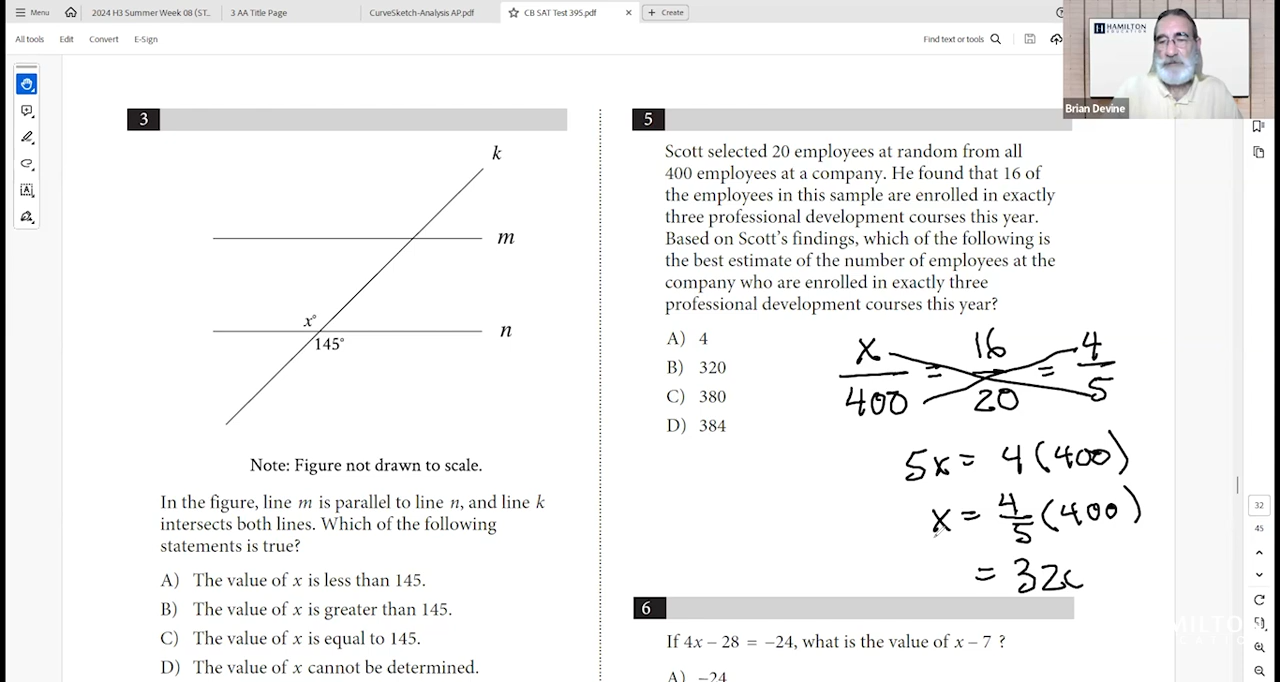 Menu
2024 H3 Summer Week 08 (ST...
3 AA Title Page
CurveSketch-Analysis AP.pdf
CB SAT Test 395.pdf
Create
All tools
Edit
Convert
E-Sign
Find text or tools
HAMILTON
EDUCATION
Brian Devine
3
k
m
x°
n
145°
Note: Figure not drawn to scale.
In the figure, line m is parallel to line n, and line k
intersects both lines. Which of the following
statements is true?
A) The value of x is less than 145.
B) The value of x is greater than 145.
C) The value of x is equal to 145.
D) The value of x cannot be determined.
5
Scott selected 20 employees at random from all
400 employees at a company. He found that 16 of
the employees in this sample are enrolled in exactly
three professional development courses this year.
Based on Scott's findings, which of the following is
the best estimate of the number of employees at the
company who are enrolled in exactly three
professional development courses this year?
A) 4
B) 320
C) 380
D) 384
x/400 = 16/20 = 4/5
5x = 4(400)
x = 4/5(400)
= 320
6
If 4x − 28 = −24, what is the value of x − 7 ?
A) −24
32
45